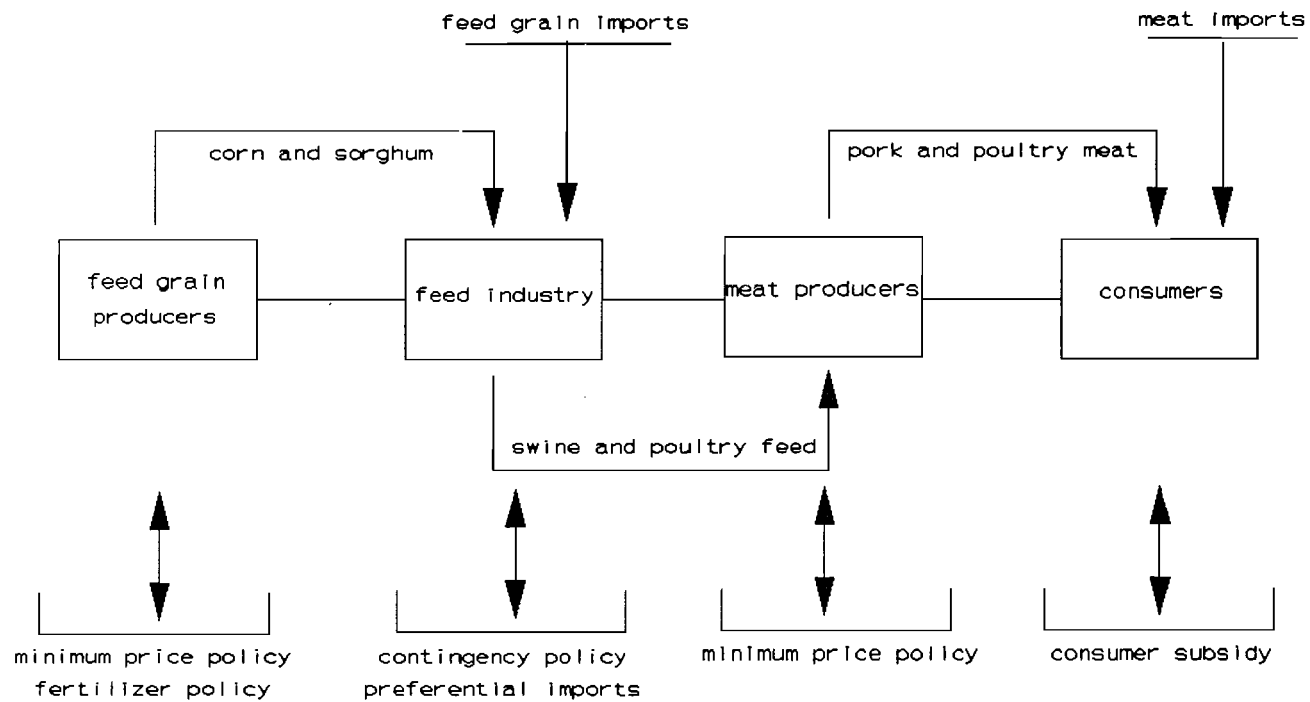 feed grain imports
meat imports
corn and sorghum
pork and poultry meat
feed grain
producers
feed industry
meat producers
consumers
swine and poultry feed
minimum price policy
fertilizer policy
contingency policy
preferential imports
minimum price policy
consumer subsidy